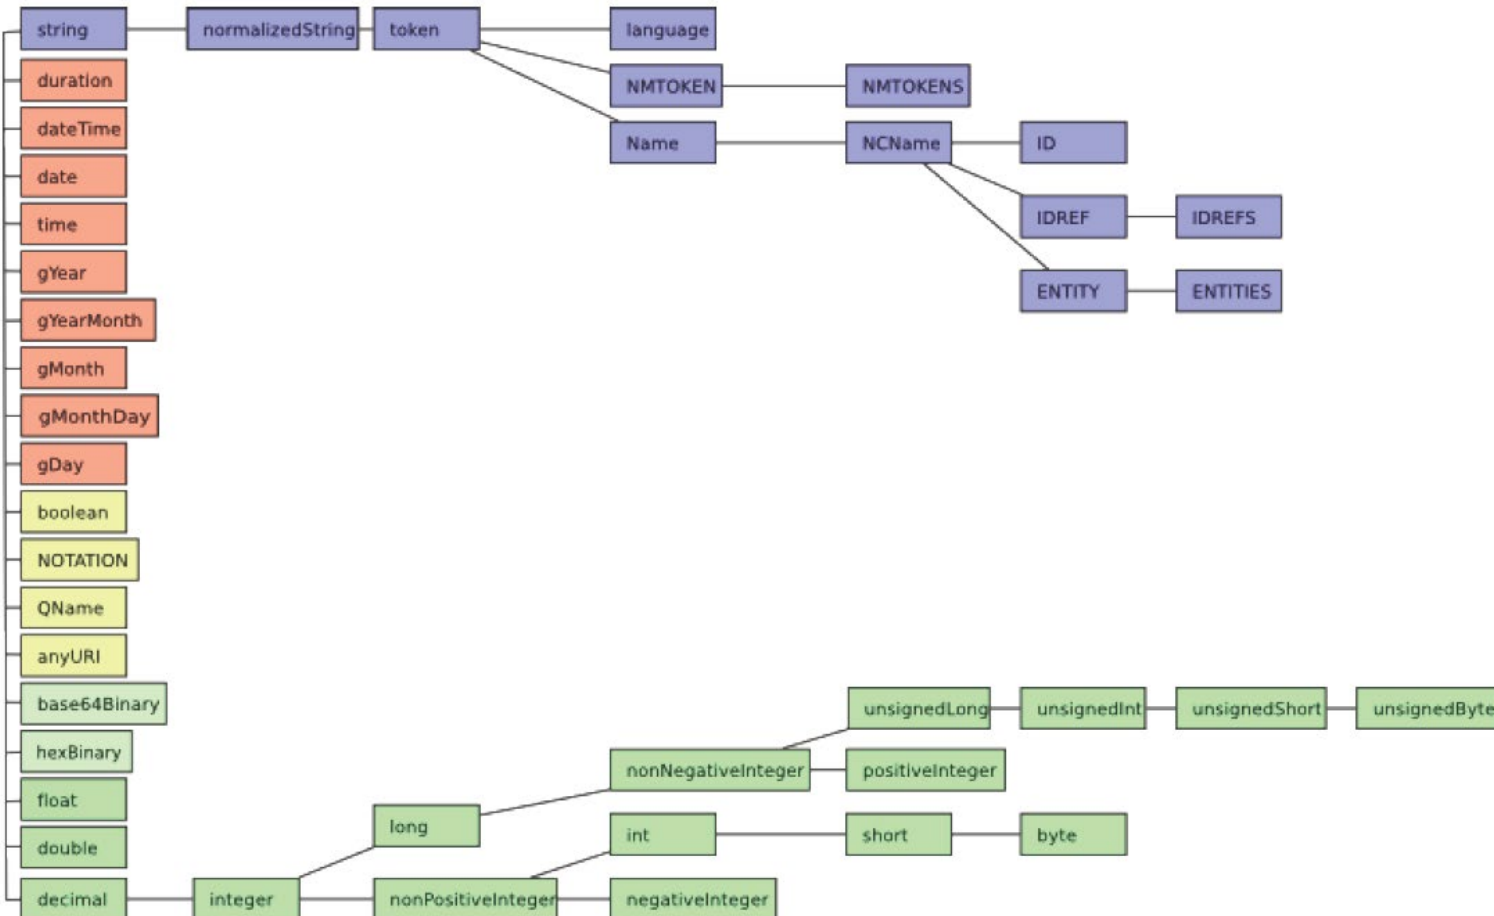 string normalizedString token language
duration
NMTOKEN NMTOKENS
dateTime
Name NCName ID
date
IDREF IDREFS
time
gYear
ENTITY ENTITIES
gYearMonth
gMonth
gMonthDay
gDay
boolean
NOTATION
QName
anyURI
base64Binary
unsignedLong unsignedInt unsignedShort unsignedByte
hexBinary
nonNegativeInteger positiveInteger
float
long
int short byte
double
decimal integer nonPositiveInteger negativeInteger